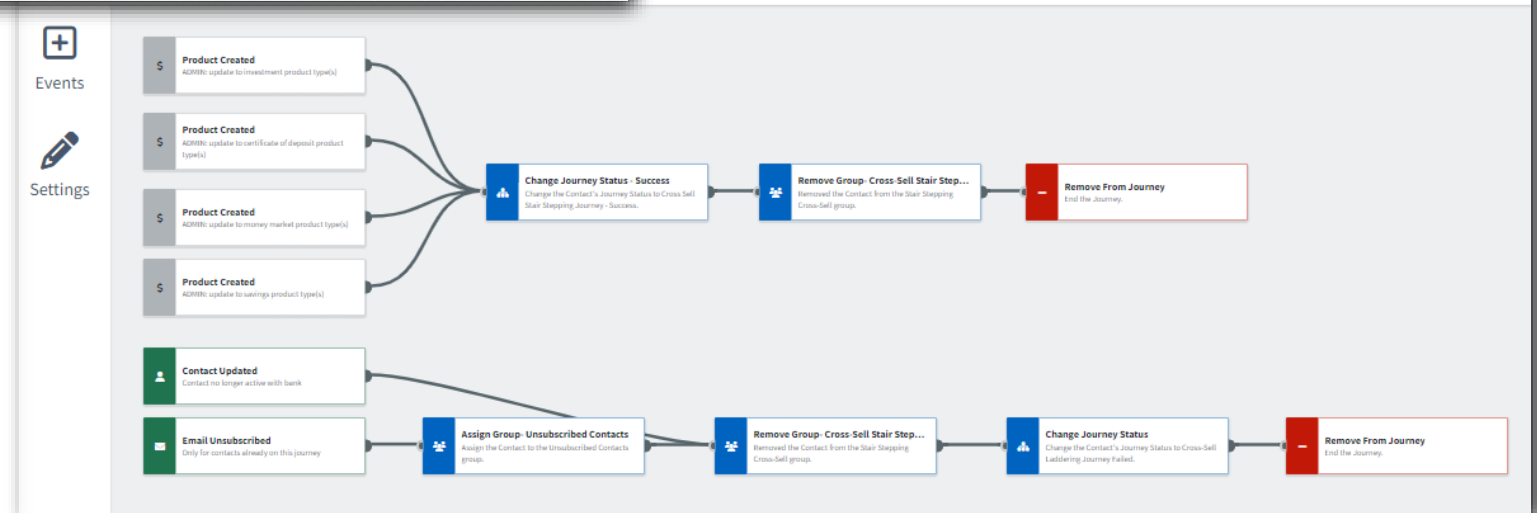 Events
Settings
$
Product Created
ADMIN: update to investment product type(s)
$
Product Created
ADMIN: update to certificate of deposit product
type(s)
$
Product Created
ADMIN: update to money market product type(s)
$
Product Created
ADMIN: update to savings product type(s)
Change Journey Status - Success
Change the Contact's Journey Status to Cross Sell
Stair Stepping Journey - Success.
Remove Group- Cross-Sell Stair Step...
Removed the Contact from the Stair Stepping
Cross-Sell group.
Remove From Journey
End the Journey.
Contact Updated
Contact no longer active with bank
Email Unsubscribed
Only for contacts already on this journey
Assign Group- Unsubscribed Contacts
Assign the Contact to the Unsubscribed Contacts
group.
Remove Group- Cross-Sell Stair Step...
Removed the Contact from the Stair Stepping
Cross-Sell group.
Change Journey Status
Change the Contact's Journey Status to Cross-Sell
Laddering Journey Failed.
Remove From Journey
End the Journey.